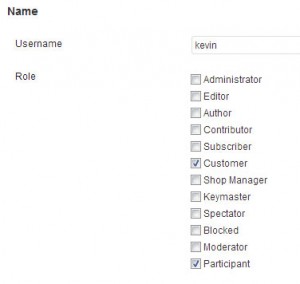 Name
Username kevin
Role Administrator
Editor
Author
Contributor
Subscriber
Customer
Shop Manager
Keymaster
Spectator
Blocked
Moderator
Participant